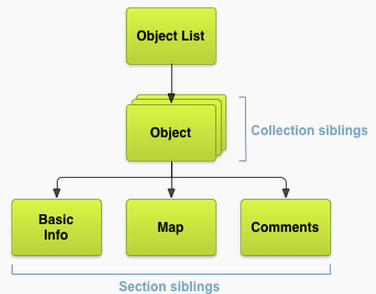 Object List
Object
Collection siblings
Basic
Info
Map
Comments
Section siblings